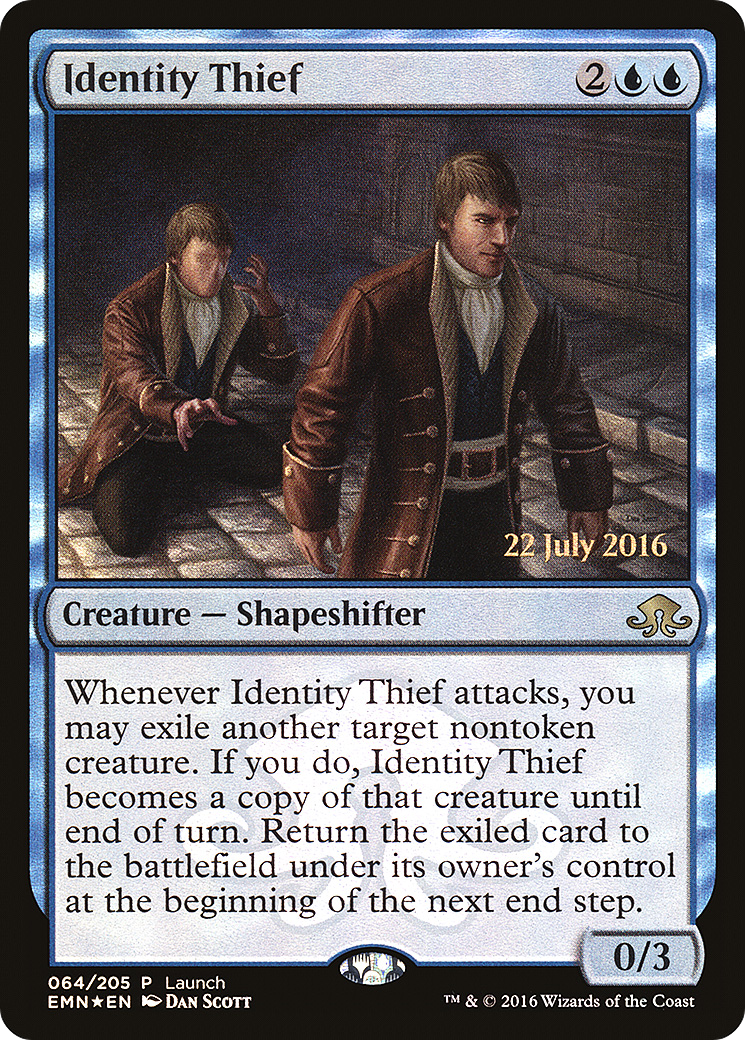 Identity Thief 2
22 July 2016
Creature — Shapeshifter
Whenever Identity Thief attacks, you
may exile another target nontoken
creature. If you do, Identity Thief
becomes a copy of that creature until
end of turn. Return the exiled card to
the battlefield under its owner's control
at the beginning of the next end step.
0/3
064/205 P Launch
EMN★EN Dan Scott
™ & © 2016 Wizards of the Coast